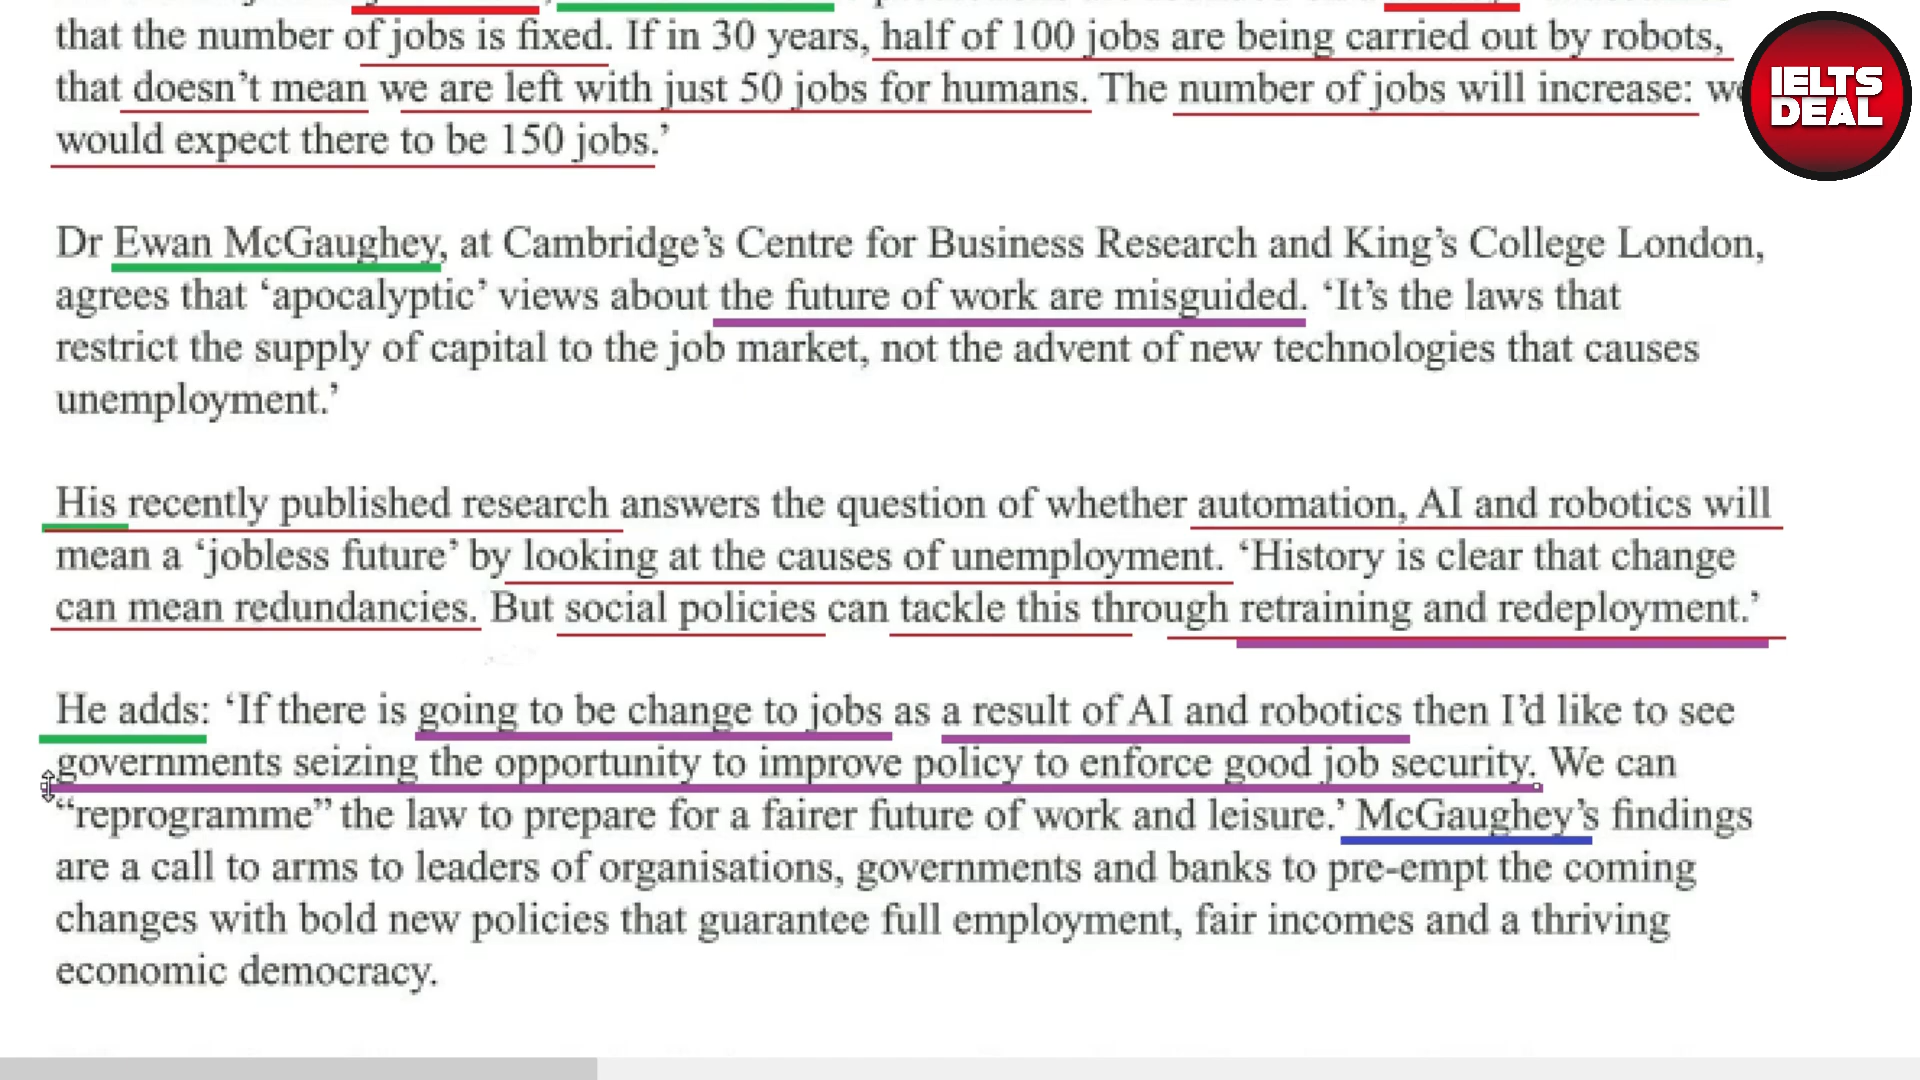 that the number of jobs is fixed. If in 30 years, half of 100 jobs are being carried out by robots,
that doesn’t mean we are left with just 50 jobs for humans. The number of jobs will increase: we
would expect there to be 150 jobs.’
IELTS
DEAL
Dr Ewan McGaughey, at Cambridge’s Centre for Business Research and King’s College London,
agrees that ‘apocalyptic’ views about the future of work are misguided. ‘It’s the laws that
restrict the supply of capital to the job market, not the advent of new technologies that causes
unemployment.’
His recently published research answers the question of whether automation, AI and robotics will
mean a ‘jobless future’ by looking at the causes of unemployment. ‘History is clear that change
can mean redundancies. But social policies can tackle this through retraining and redeployment.’
He adds: ‘If there is going to be change to jobs as a result of AI and robotics then I’d like to see
governments seizing the opportunity to improve policy to enforce good job security. We can
“reprogramme” the law to prepare for a fairer future of work and leisure.’ McGaughey’s findings
are a call to arms to leaders of organisations, governments and banks to pre-empt the coming
changes with bold new policies that guarantee full employment, fair incomes and a thriving
economic democracy.